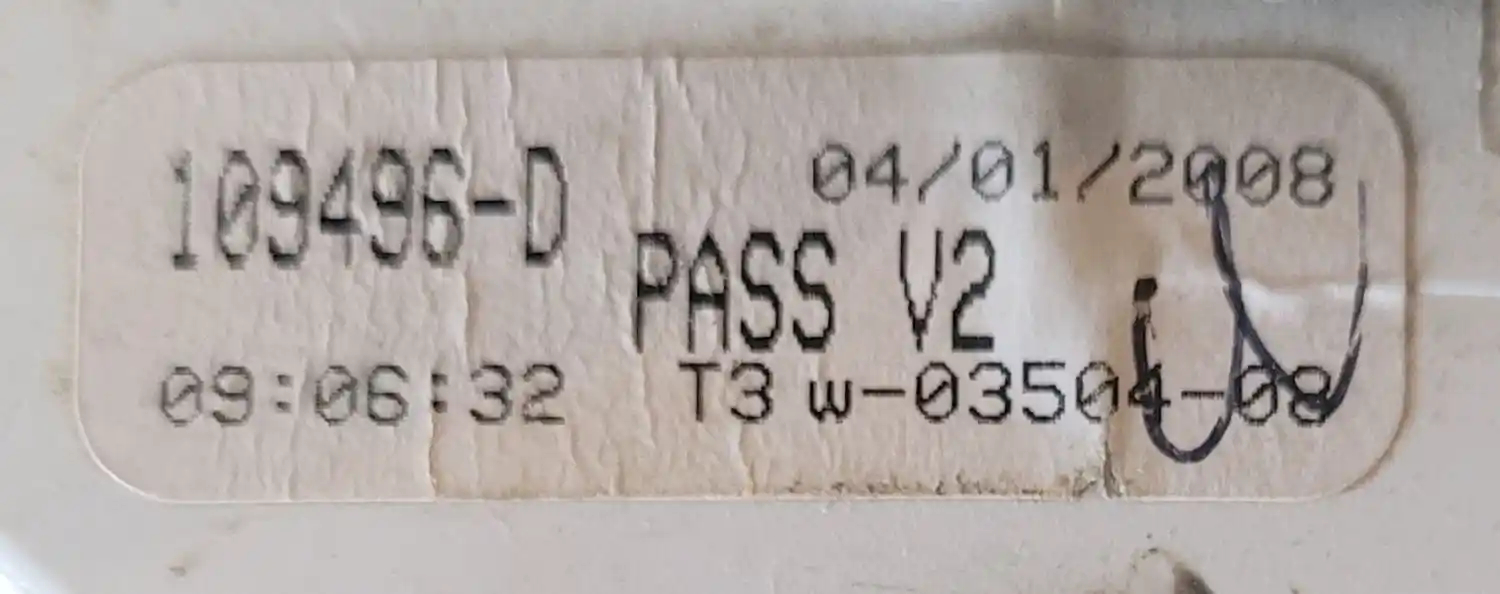 109496-D 04/01/2008
PASS V2
09:06:32 T3 w-03504-08